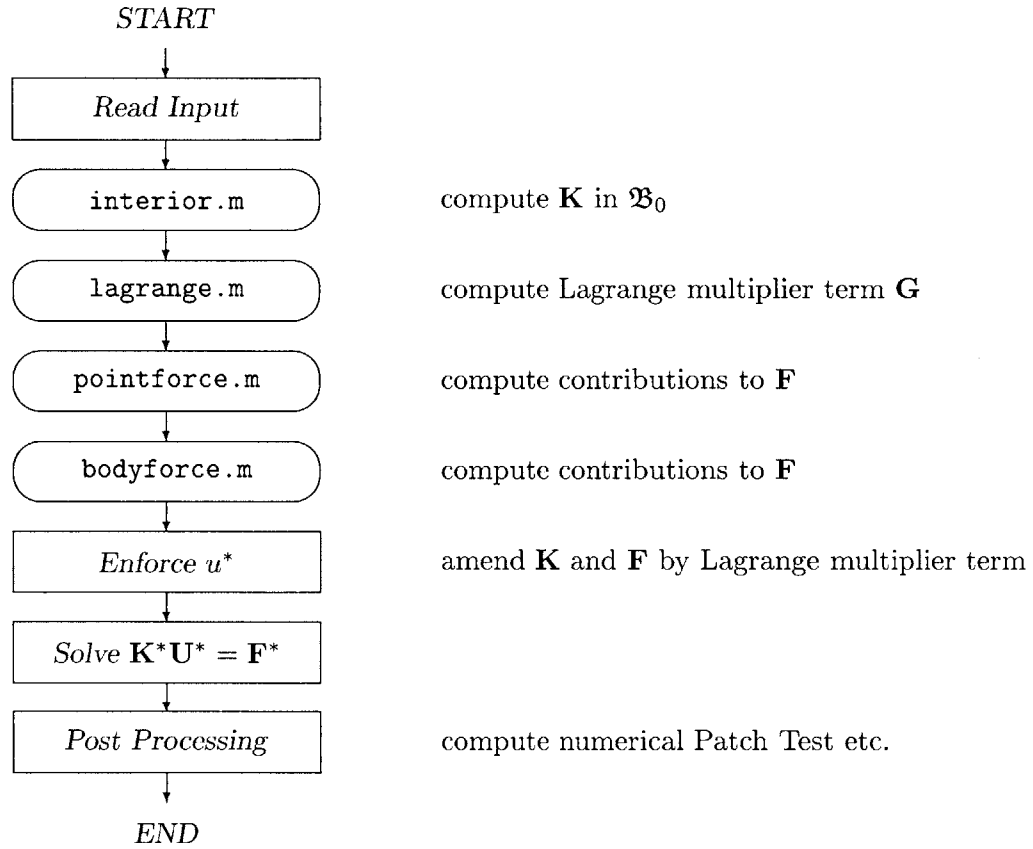 START
Read Input
interior.m compute K in 𝔅₀
lagrange.m compute Lagrange multiplier term G
pointforce.m compute contributions to F
bodyforce.m compute contributions to F
Enforce u* amend K and F by Lagrange multiplier term
Solve K*U* = F*
Post Processing compute numerical Patch Test etc.
END